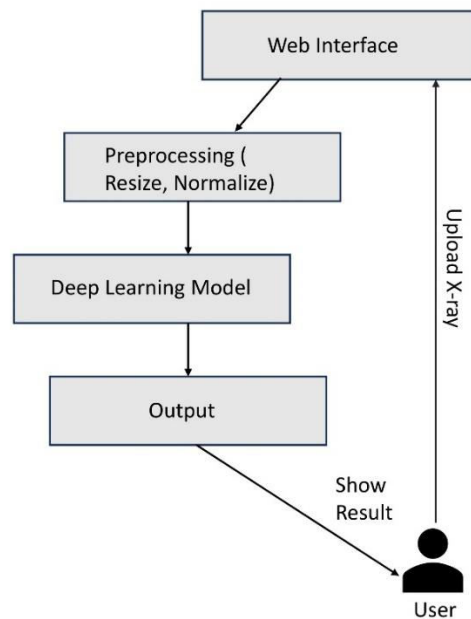 Web Interface
Preprocessing (
Resize, Normalize)
Upload X-ray
Deep Learning Model
Output
Show
Result
User